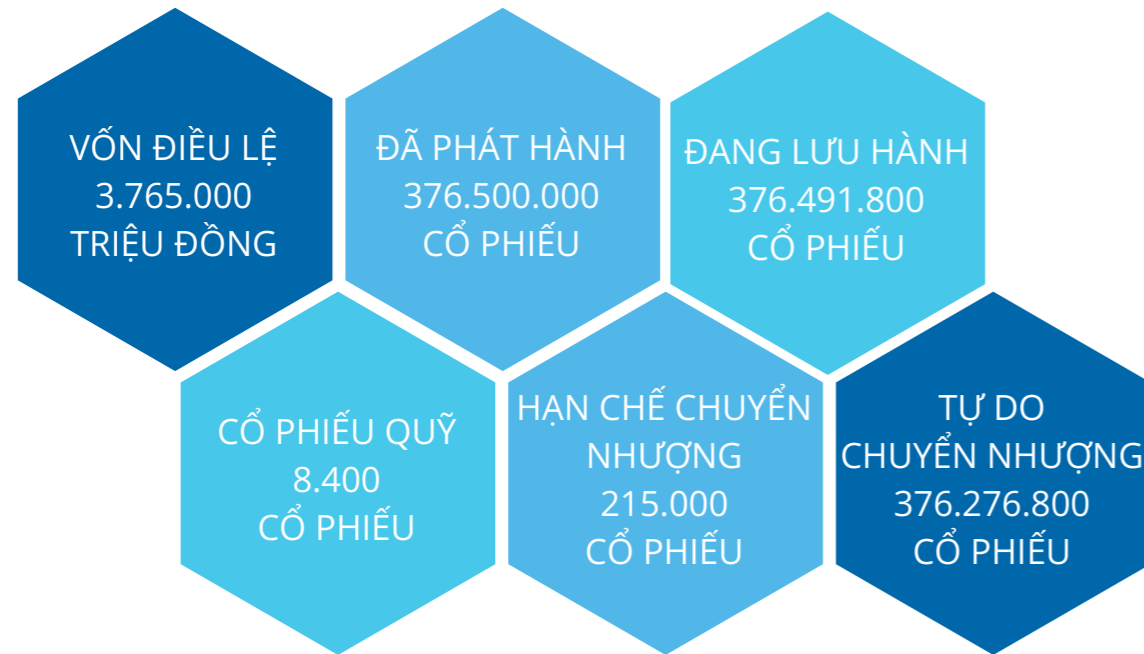 VỐN ĐIỀU LỆ
3.765.000
TRIỆU ĐỒNG
ĐÃ PHÁT HÀNH
376.500.000
CỔ PHIẾU
ĐANG LƯU HÀNH
376.491.800
CỔ PHIẾU
CỔ PHIẾU QUỸ
8.400
CỔ PHIẾU
HẠN CHẾ CHUYỂN
NHƯỢNG
215.000
CỔ PHIẾU
TỰ DO
CHUYỂN NHƯỢNG
376.276.800
CỔ PHIẾU